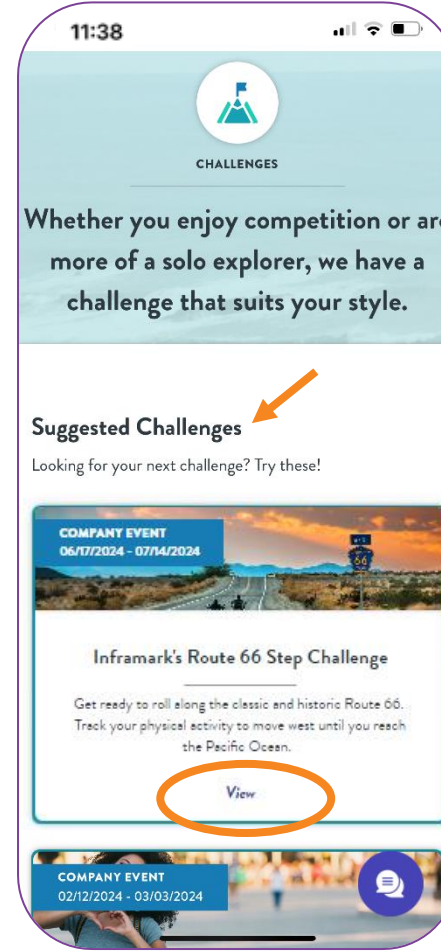 11:38
CHALLENGES
Whether you enjoy competition or are
more of a solo explorer, we have a
challenge that suits your style.
Suggested Challenges
Looking for your next challenge? Try these!
COMPANY EVENT
06/17/2024 - 07/14/2024
66
Inframark's Route 66 Step Challenge
Get ready to roll along the classic and historic Route 66.
Track your physical activity to move west until you reach
the Pacific Ocean.
View
COMPANY EVENT
02/12/2024 - 03/03/2024